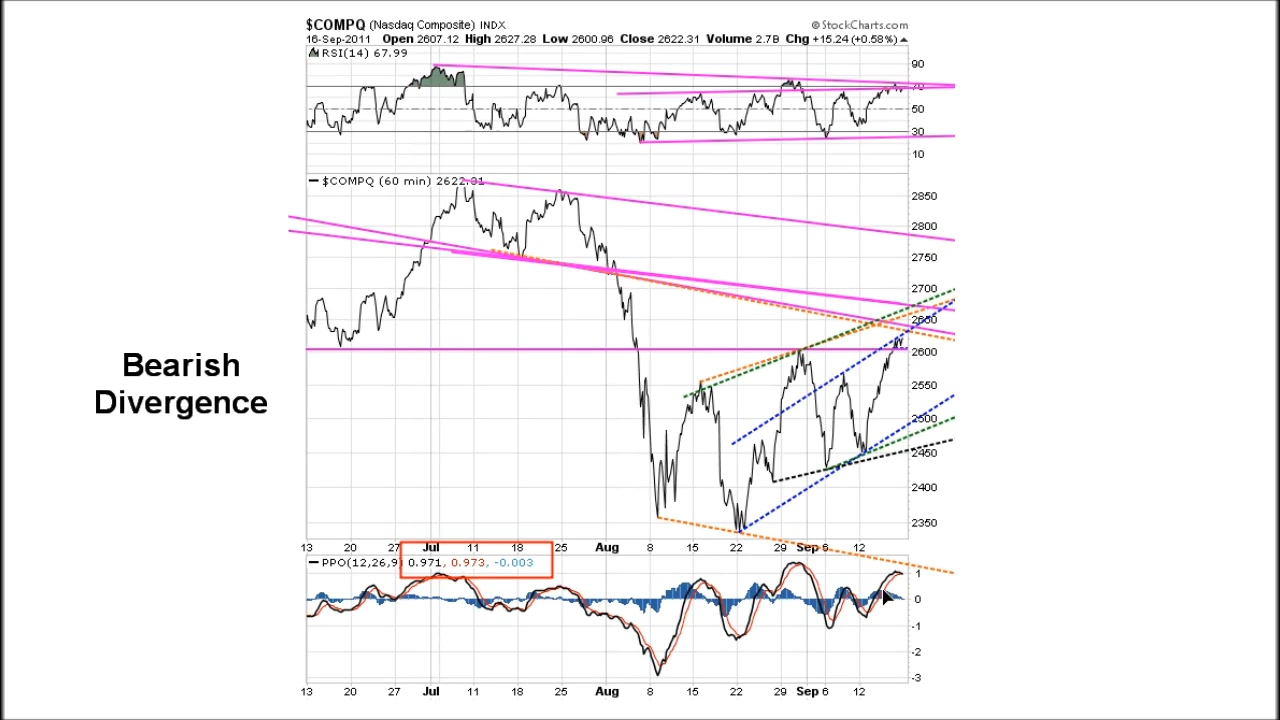 $COMPQ (Nasdaq Composite) INDX
© StockCharts.com
16-Sep-2011 Open 2607.12 High 2627.28 Low 2600.96 Close 2622.31 Volume 2.7B Chg +15.24 (+0.58%)
RSI(14) 67.99
90
70
50
30
10
$COMPQ (60 min) 2622.31
2850
2800
2750
2700
2650
2600
2550
2500
2450
2400
2350
Bearish
Divergence
13 20 27 Jul 11 18 25 Aug 8 15 22 29 Sep 6 12
PPO(12,26,9) 0.971, 0.973, -0.003
1
0
-1
-2
-3
13 20 27 Jul 11 18 25 Aug 8 15 22 29 Sep 6 12